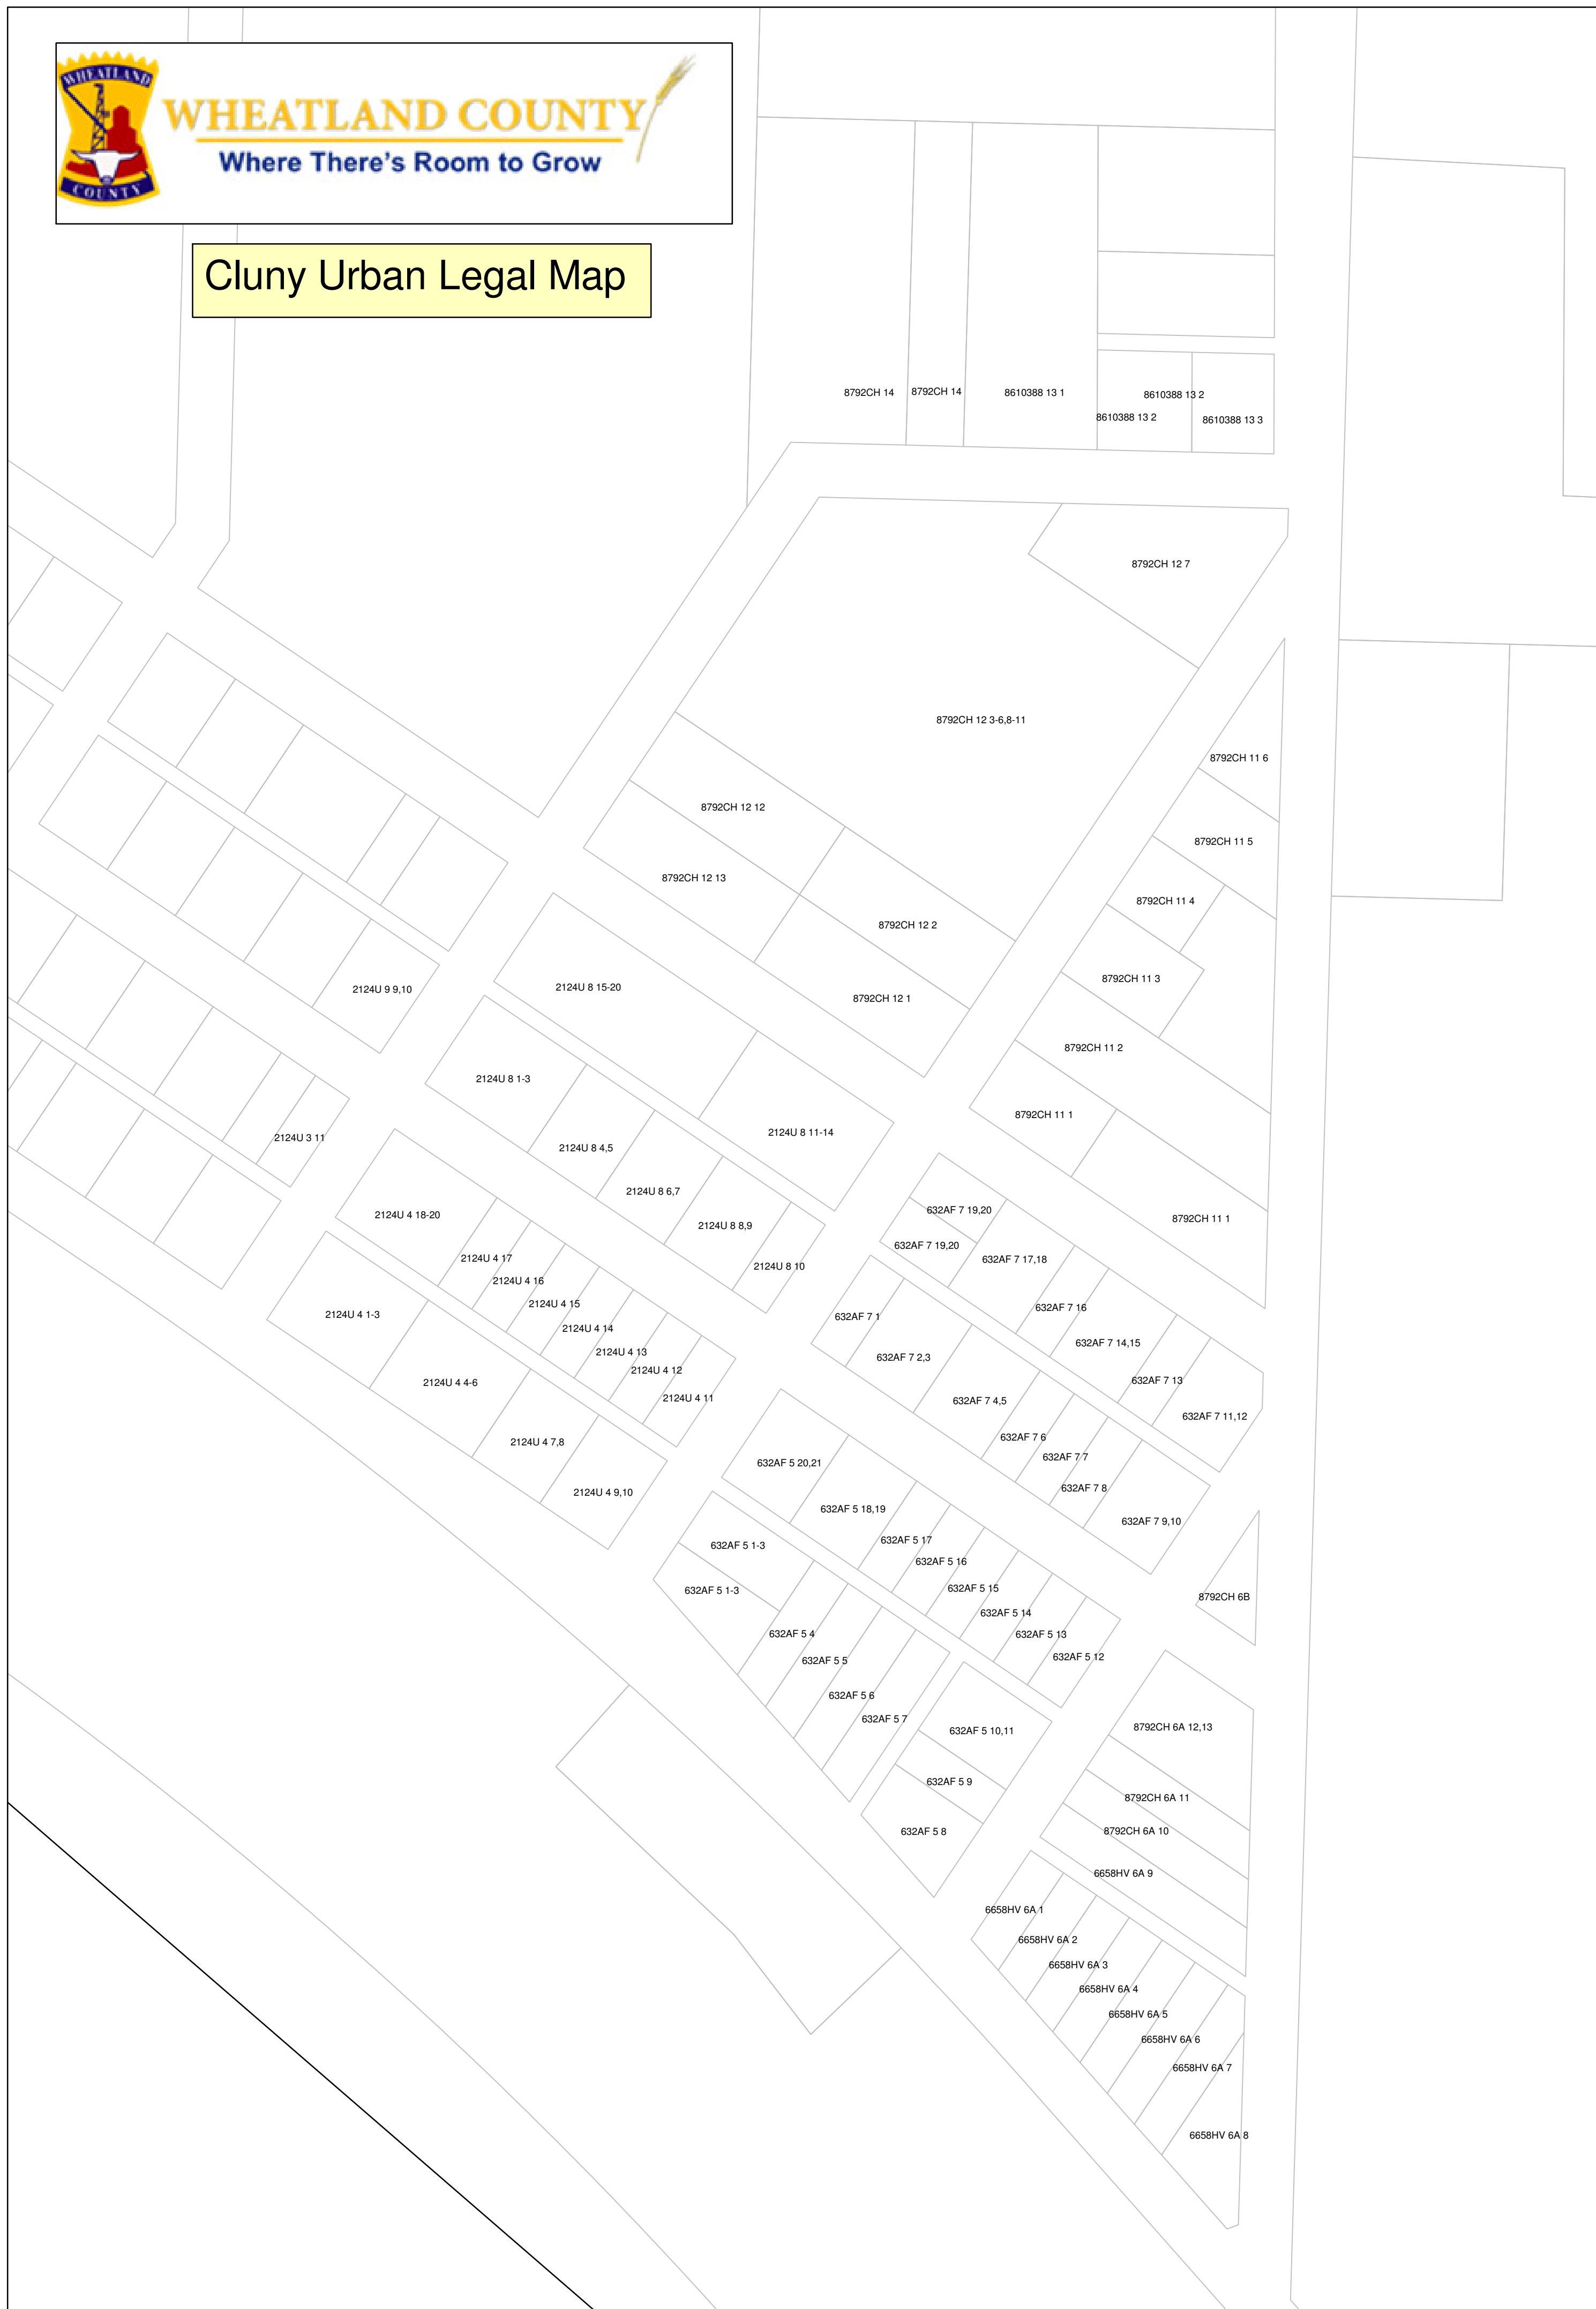 WHEATLAND
COUNTY
WHEATLAND COUNTY
Where There's Room to Grow
Cluny Urban Legal Map
8792CH 14
8792CH 14
8610388 13 1
8610388 13 2
8610388 13 2
8610388 13 3
8792CH 12 7
8792CH 12 3-6,8-11
8792CH 11 6
8792CH 12 12
8792CH 11 5
8792CH 12 13
8792CH 11 4
8792CH 12 2
8792CH 11 3
2124U 9 9,10
2124U 8 15-20
8792CH 12 1
8792CH 11 2
2124U 8 1-3
8792CH 11 1
2124U 8 11-14
2124U 3 11
2124U 8 4,5
2124U 8 6,7
632AF 7 19,20
2124U 4 18-20
8792CH 11 1
2124U 8 8,9
632AF 7 19,20
2124U 4 17
632AF 7 17,18
2124U 8 10
2124U 4 16
2124U 4 15
632AF 7 16
2124U 4 1-3
632AF 7 1
2124U 4 14
632AF 7 14,15
2124U 4 13
632AF 7 2,3
2124U 4 12
632AF 7 13
2124U 4 4-6
2124U 4 11
632AF 7 4,5
632AF 7 11,12
632AF 7 6
2124U 4 7,8
632AF 7 7
632AF 5 20,21
632AF 7 8
2124U 4 9,10
632AF 5 18,19
632AF 7 9,10
632AF 5 17
632AF 5 1-3
632AF 5 16
632AF 5 15
632AF 5 1-3
8792CH 6B
632AF 5 14
632AF 5 4
632AF 5 13
632AF 5 12
632AF 5 5
632AF 5 6
632AF 5 7
8792CH 6A 12,13
632AF 5 10,11
632AF 5 9
8792CH 6A 11
632AF 5 8
8792CH 6A 10
6658HV 6A 9
6658HV 6A 1
6658HV 6A 2
6658HV 6A 3
6658HV 6A 4
6658HV 6A 5
6658HV 6A 6
6658HV 6A 7
6658HV 6A 8